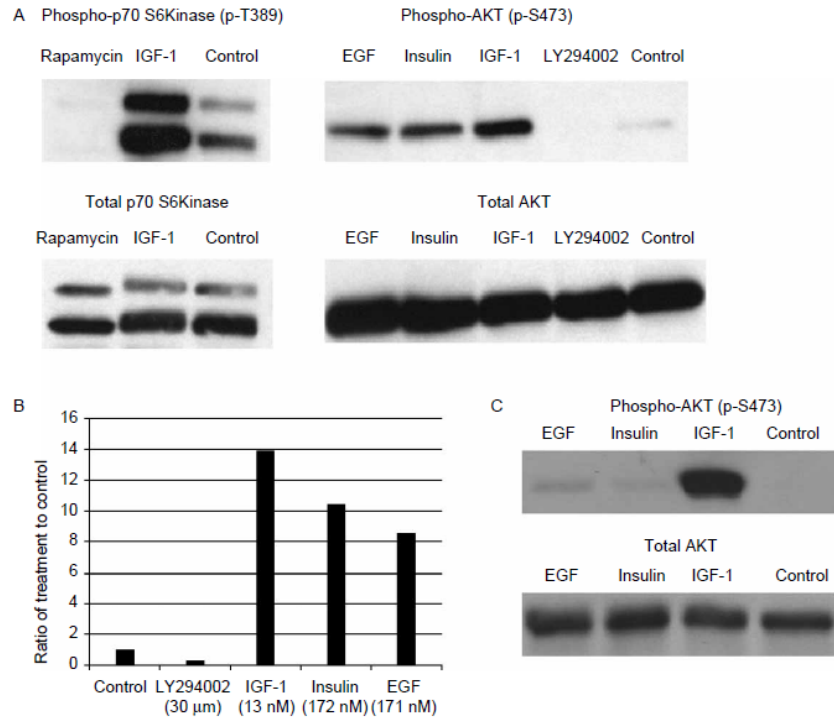 A Phospho-p70 S6Kinase (p-T389)
Rapamycin IGF-1 Control
Total p70 S6Kinase
Rapamycin IGF-1 Control
Phospho-AKT (p-S473)
EGF Insulin IGF-1 LY294002 Control
Total AKT
EGF Insulin IGF-1 LY294002 Control
B
Ratio of treatment to control
16
14
12
10
8
6
4
2
0
Control LY294002 IGF-1 Insulin EGF
(30 μm) (13 nM) (172 nM) (171 nM)
C Phospho-AKT (p-S473)
EGF Insulin IGF-1 Control
Total AKT
EGF Insulin IGF-1 Control